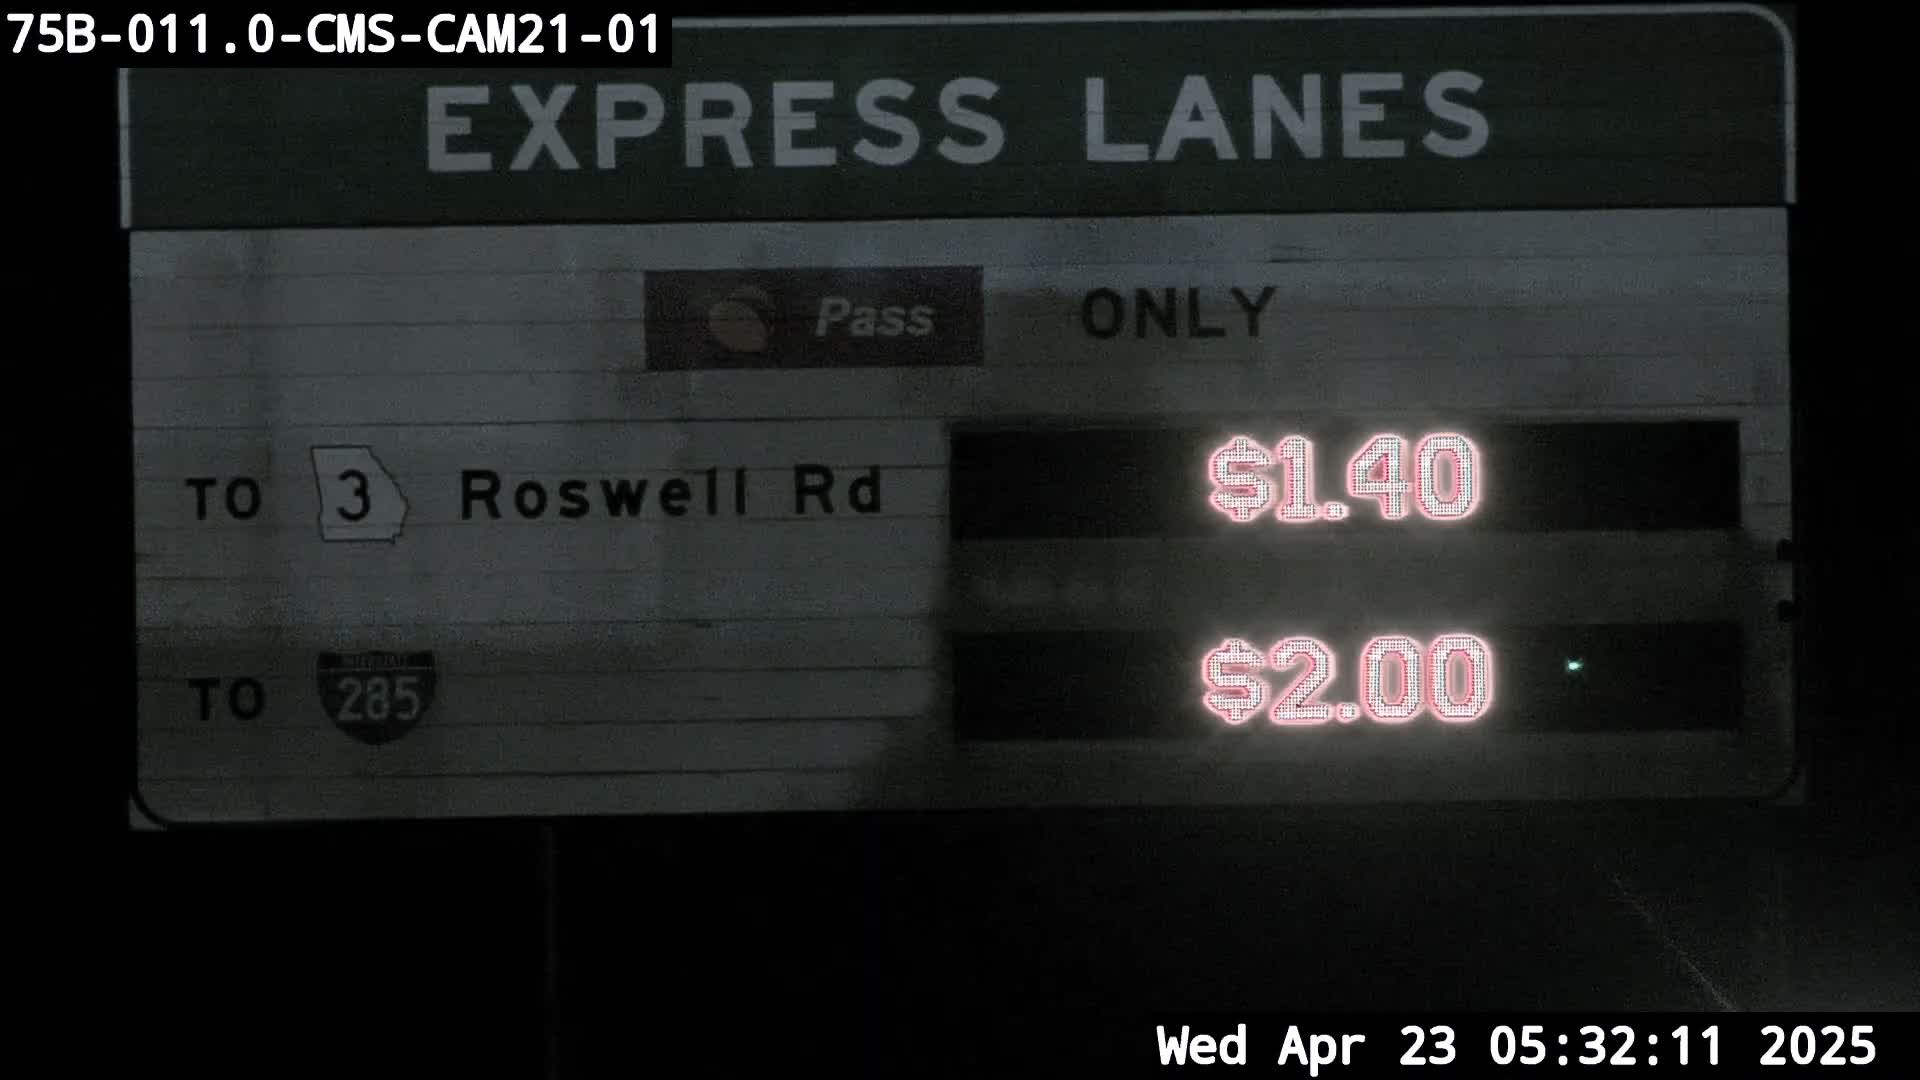 75B-011.0-CMS-CAM21-01
EXPRESS LANES
Pass ONLY
TO 3 Roswell Rd $1.40
INTERSTATE
TO 285 $2.00
Wed Apr 23 05:32:11 2025